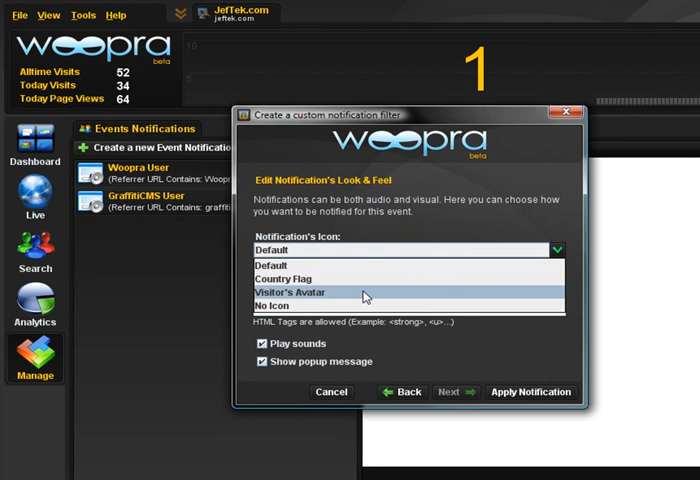 File View Tools Help
JefTek.com
jeftek.com
woopra
beta
Alltime Visits 52
Today Visits 34
Today Page Views 64
10
5
1
Dashboard
Live
Search
Analytics
Manage
Events Notifications
Create a new Event Notificatio
Woopra User
(Referrer URL Contains: Woopr
GraffitiCMS User
(Referrer URL Contains: graffit
Create a custom notification filter
woopra
beta
Edit Notification's Look & Feel
Notifications can be both audio and visual. Here you can choose how
you want to be notified for this event.
Notification's Icon:
Default
Default
Country Flag
Visitor's Avatar
No Icon
HTML Tags are allowed (Example: <strong>, <u>...)
Play sounds
Show popup message
Cancel
Back
Next
Apply Notification